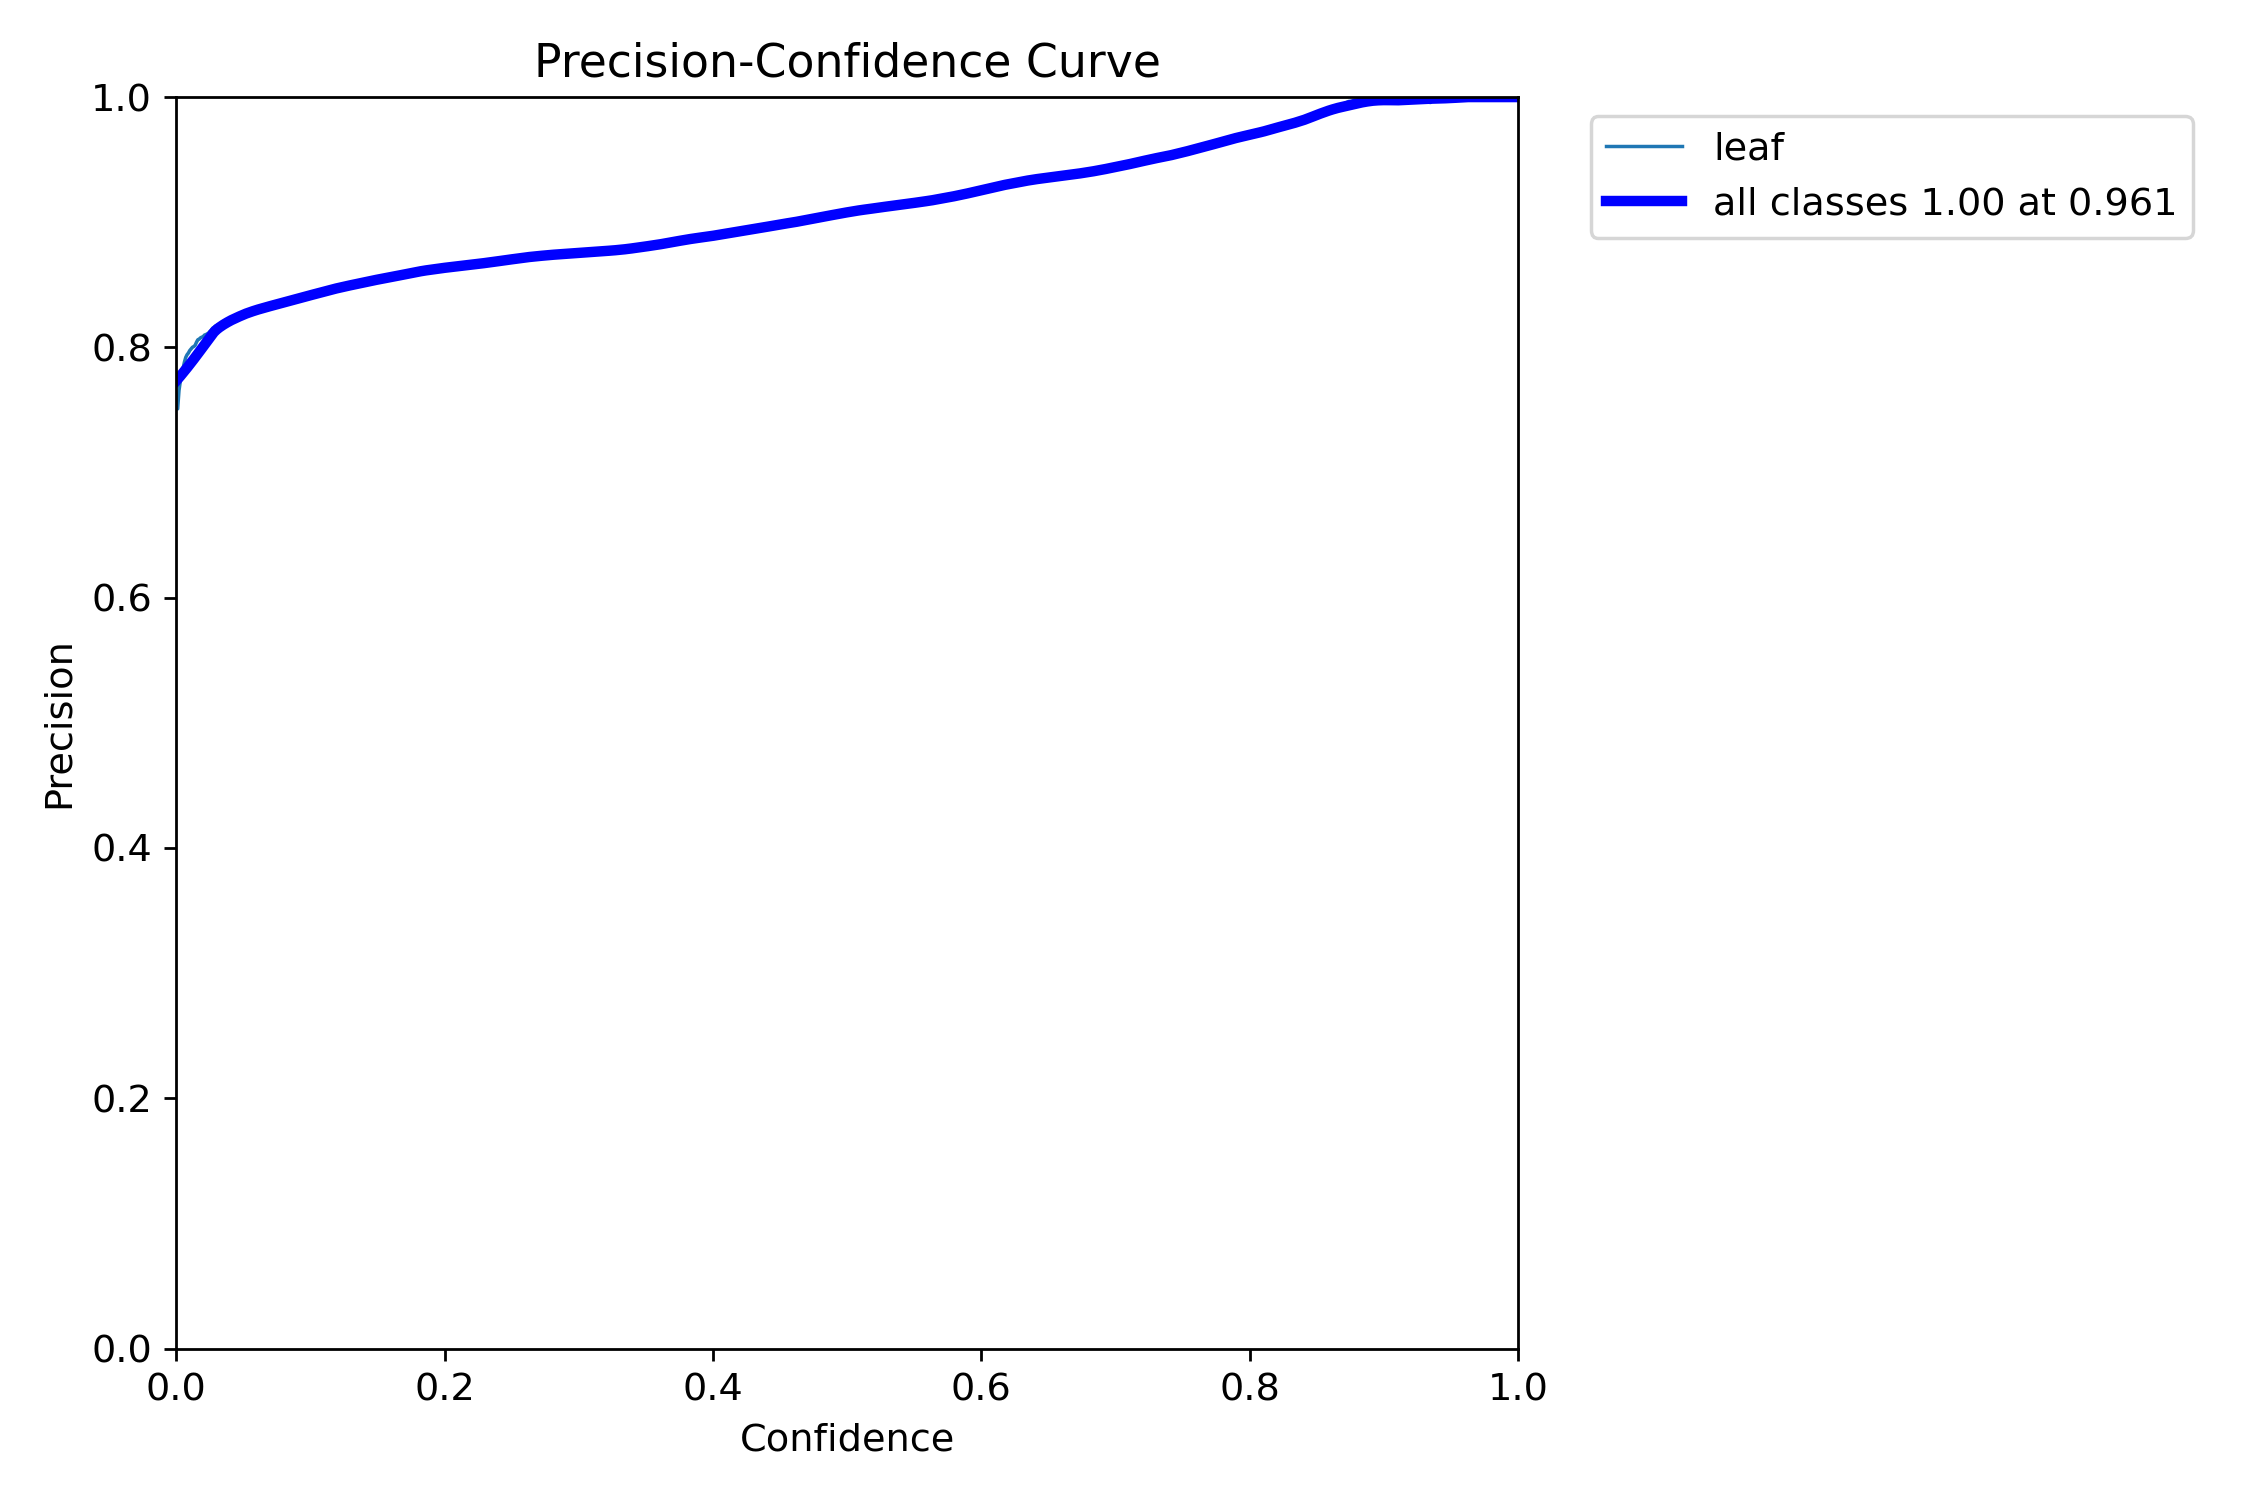 Precision-Confidence Curve
1.0
0.8
0.6
0.4
0.2
0.0
Precision
0.0 0.2 0.4 0.6 0.8 1.0
Confidence
leaf
all classes 1.00 at 0.961